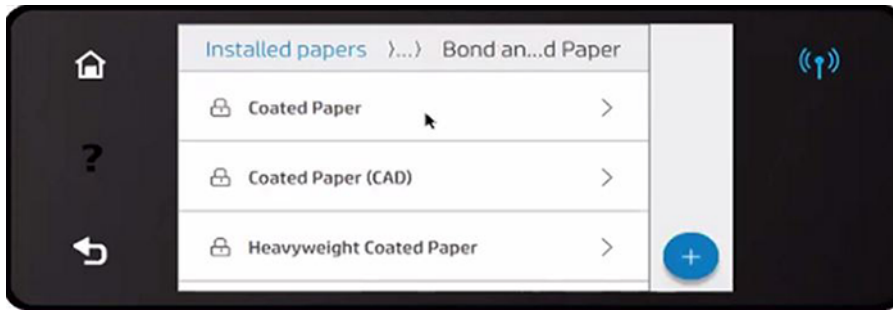 Installed papers 〉...〉 Bond an...d Paper
Coated Paper
?
Coated Paper (CAD)
Heavyweight Coated Paper
+